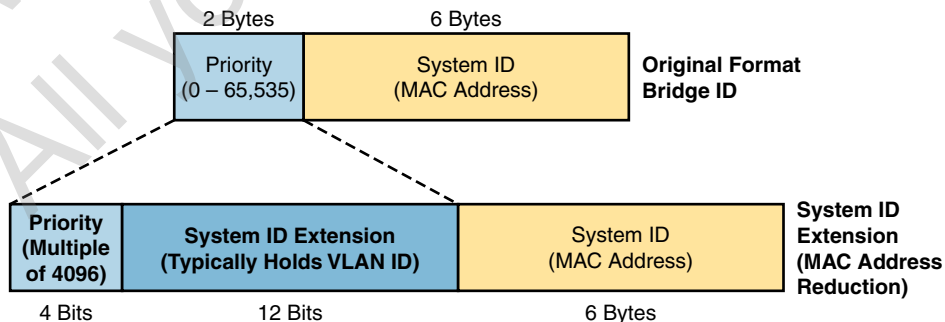 2 Bytes
6 Bytes
Priority
(0 – 65,535)
System ID
(MAC Address)
Original Format
Bridge ID
Priority
(Multiple
of 4096)
System ID Extension
(Typically Holds VLAN ID)
System ID
(MAC Address)
System ID
Extension
(MAC Address
Reduction)
4 Bits
12 Bits
6 Bytes
All